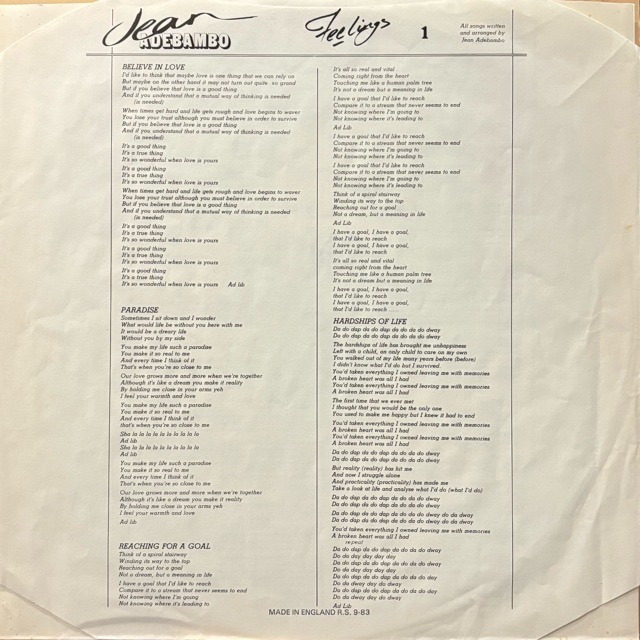 Jean
ADEBAMBO
Feelings
1
All songs written
and arranged by
Jean Adebambo
BELIEVE IN LOVE
I'd like to think that maybe love is one thing that we can rely on
But maybe on the other hand it may not turn out quite so grand
But if you believe that love is a good thing
And if you understand that a mutual way of thinking is needed
(is needed)
When times get hard and life gets rough and love begins to waver
You lose your trust although you must believe in order to survive
But if you believe that love is a good thing
And if you understand that a mutual way of thinking is needed
(is needed)
It's a good thing
It's a true thing
It's so wonderful when love is yours
It's a good thing
It's a true thing
It's so wonderful when love is yours
When times get hard and life gets rough and love begins to waver
You lose your trust although you must believe in order to survive
But if you believe that love is a good thing
And if you understand that a mutual way of thinking is needed
(is needed)
It's a good thing
It's a true thing
It's so wonderful when love is yours
It's a good thing
It's a true thing
It's so wonderful when love is yours
It's a good thing
It's a true thing
It's so wonderful when love is yours Ad lib
PARADISE
Sometimes I sit down and I wonder
What would life be without you here with me
It would be a dreary life
Without you by my side
You make my life such a paradise
You make it so real to me
And every time I think of it
That's when you're so close to me
Our love grows more and more when we're together
Although it's like a dream you make it reality
By holding me close in your arms yeh
I feel your warmth and love
You make my life such a paradise
You make it so real to me
And every time I think of it
that's when you're so close to me
Sha la la la la la la la la
Ad lib
Sha la la la la la la la la
Ad lib
You make my life such a paradise
You make it so real to me
And every time I think of it
That's when you're so close to me
Our love grows more and more when we're together
Although it's like a dream you make it reality
By holding me close in your arms yeh
I feel your warmth and love
Ad lib
REACHING FOR A GOAL
Think of a spiral stairway
Winding its way to the top
Reaching out for a goal
Not a dream, but a meaning in life
I have a goal that I'd like to reach
Compare it to a stream that never seems to end
Not knowing where I'm going
Not knowing where it's leading to
It's all so real and vital
Coming right from the heart
Touching me like a human palm tree
It's not a dream but a meaning in life
I have a goal that I'd like to reach
Compare it to a stream that never seems to end
Not knowing where I'm going to
Not knowing where it's leading to
Ad Lib
I have a goal that I'd like to reach
Compare it to a stream that never seems to end
Not knowing where I'm going to
Not knowing where it's leading to
I have a goal that I'd like to reach
Compare it to a stream that never seems to end
Not knowing where I'm going to
Not knowing where it's leading to
Think of a spiral stairway
Winding its way to the top
Reaching out for a goal
Not a dream, but a meaning in life
Ad Lib
I have a goal, I have a goal,
that I'd like to reach
I have a goal, I have a goal,
that I'd like to reach
It's all so real and vital
coming right from the heart
Touching me like a human palm tree
It's not a dream but a meaning in life
I have a goal, I have a goal,
that I'd like to reach
I have a goal, I have a goal,
that I'd like to reach .....
HARDSHIPS OF LIFE
Da do dap da do dap da do do dway
Da do dap da do dap da do do dway
The hardships of life has brought me unhappiness
Left with a child, an only child to care on my own
You walked out of my life many years before (before)
I didn't know what I'd do but I survived.
You'd taken everything I owned leaving me with memories
A broken heart was all I had
You'd taken everything I owned leaving me with memories
A broken heart was all I had
The first time that we ever met
I thought that you would be the only one
You used to make me happy but I knew it had to end
You'd taken everything I owned leaving me with memories
A broken heart was all I had
You'd taken everything I owned leaving me with memories
A broken heart was all I had
Da do dap da do dap da do do dway
Da do dap da do dap da do do dway
But reality (reality) has hit me
And now I struggle alone
And practicality (practicality) has made me
Take a look at life and analyse what I'd do (what I'd do)
Da do dap da do dap da do do do dway
Da do dap da do dap da do do do dway
Da do dap da do dap da do do dway do do dway
Da do dap da do dap da do do dway do do dway
You'd taken everything I owned leaving me with memories
A broken heart was all I had
repeat
Da do dap da do dap da do do dway
Da do day day day day
Da do dap da do dap da do do dway
Da do day day day day
Da do dap da do dap da do do dway
Da do dway do do dway
Da do dap da do dap da do day
Ad Lib
MADE IN ENGLAND R.S. 9-83